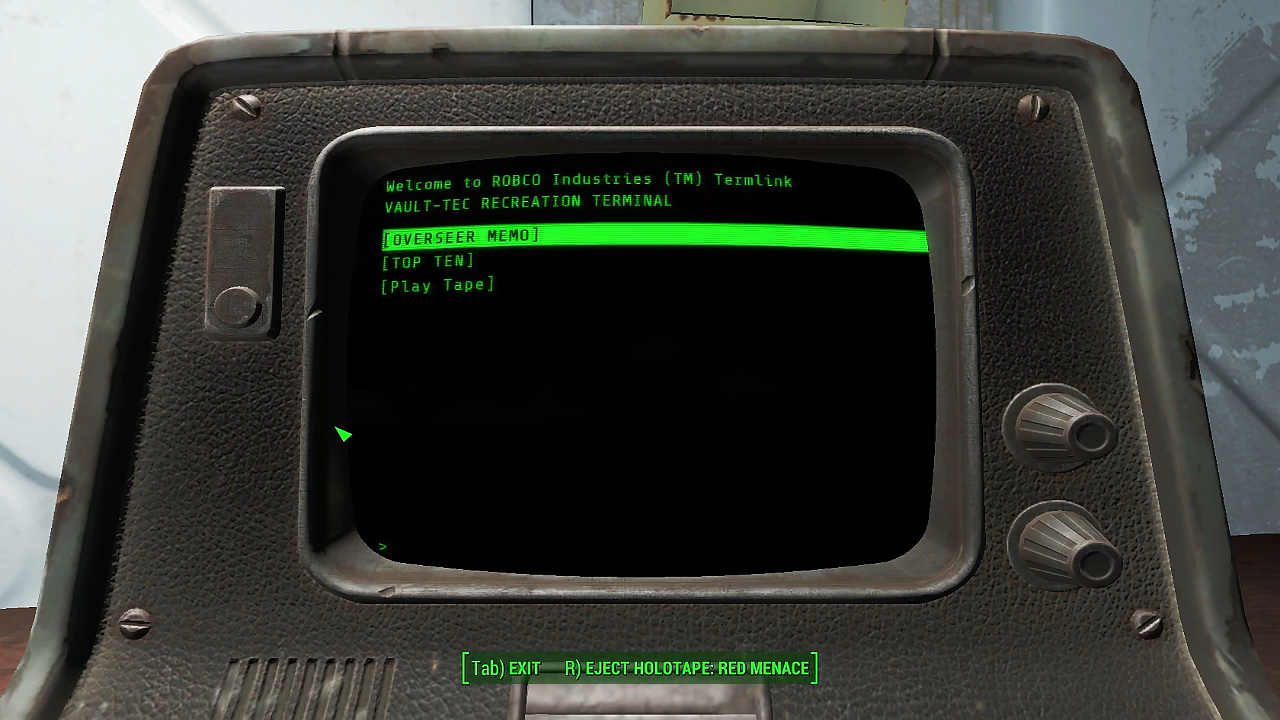 Welcome to ROBCO Industries (TM) Termlink
VAULT-TEC RECREATION TERMINAL
[OVERSEER MEMO]
[TOP TEN]
[Play Tape]
>
[Tab) EXIT R) EJECT HOLOTAPE: RED MENACE]